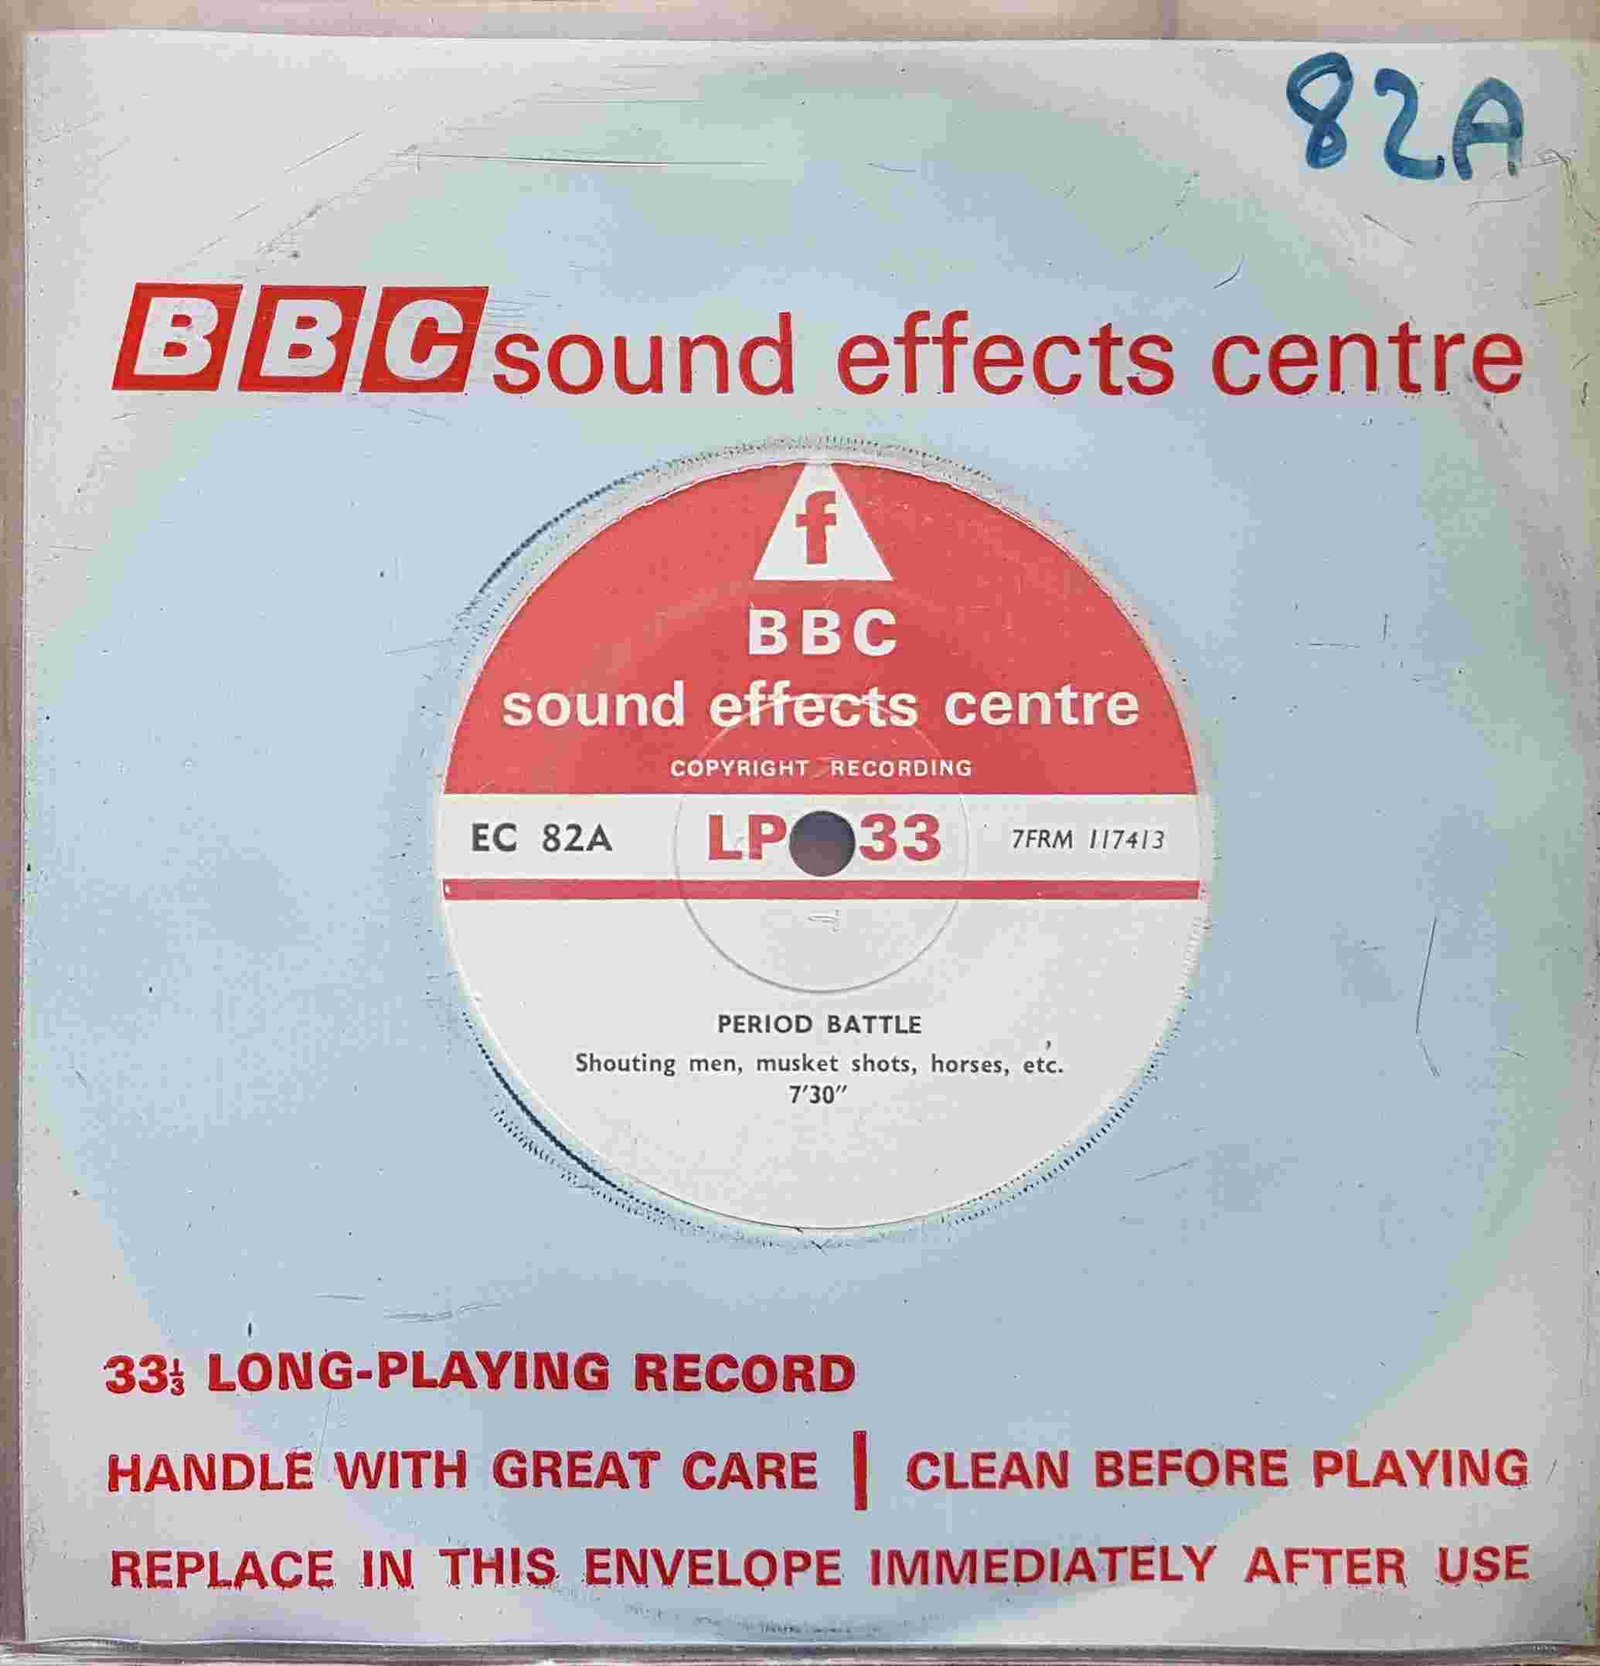 82A
BBC sound effects centre
f
BBC
sound effects centre
COPYRIGHT RECORDING
EC 82A LP 33 7FRM 117413
PERIOD BATTLE
Shouting men, musket shots, horses, etc.
7'30"
33⅓ LONG-PLAYING RECORD
HANDLE WITH GREAT CARE | CLEAN BEFORE PLAYING
REPLACE IN THIS ENVELOPE IMMEDIATELY AFTER USE